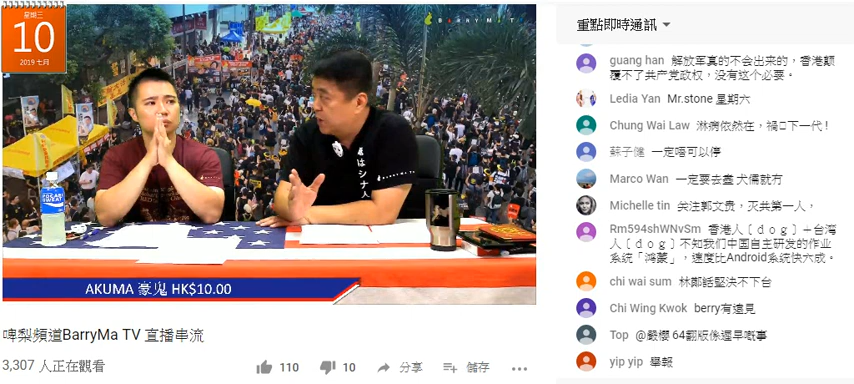 星期三
10
2019 七月
BarryMa TV
AKUMA 豪鬼 HK$10.00
啤梨頻道BarryMa TV 直播串流
3,307 人正在觀看
110
10
分享
儲存
重點即時通訊
guang han 解放军真的不会出来的，香港颠
覆不了共产党政权，没有这个必要。
Ledia Yan Mr.stone 星期六
Chung Wai Law 淋病依然在，禍□下一代！
蘇子健 一定唔可以停
Marco Wan 一定要去盡 犬儒就冇
Michelle tin 关注郭文贵，灭共第一人，
Rm594shWNvSm 香港人〔ｄｏｇ〕＋台湾
人〔ｄｏｇ〕不知我们中国自主研发的作业
系统「鸿蒙」，速度比Android系统快六成。
chi wai sum 林鄭話堅決不下台
Chi Wing Kwok berry有遠見
Top @嚴櫻 64翻版係遲早嘅事
yip yip 舉報